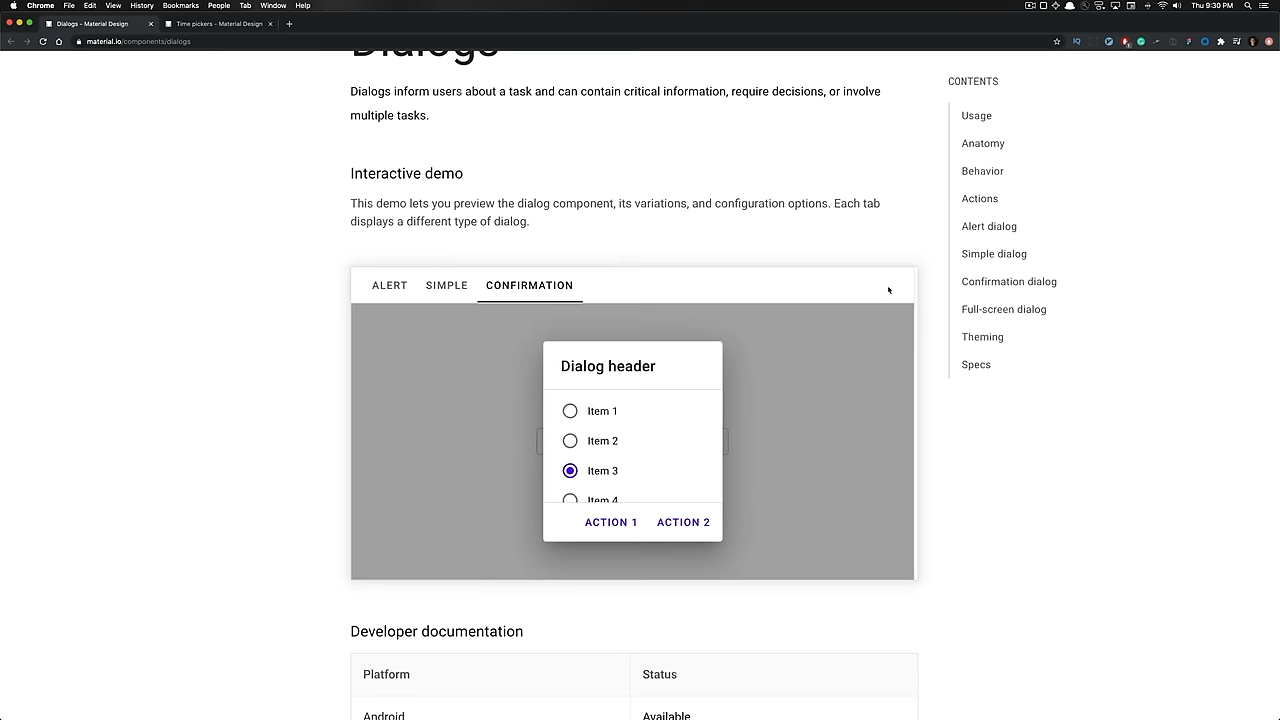 Chrome File Edit View History Bookmarks People Tab Window Help Thu 9:30 PM
Dialogs - Material Design Time pickers - Material Design
material.io/components/dialogs
Dialogs
Dialogs inform users about a task and can contain critical information, require decisions, or involve
multiple tasks.
Interactive demo
This demo lets you preview the dialog component, its variations, and configuration options. Each tab
displays a different type of dialog.
ALERT SIMPLE CONFIRMATION
Dialog header
Item 1
Item 2
Item 3
Item 4
ACTION 1 ACTION 2
Developer documentation
Platform Status
Android Available
CONTENTS
Usage
Anatomy
Behavior
Actions
Alert dialog
Simple dialog
Confirmation dialog
Full-screen dialog
Theming
Specs